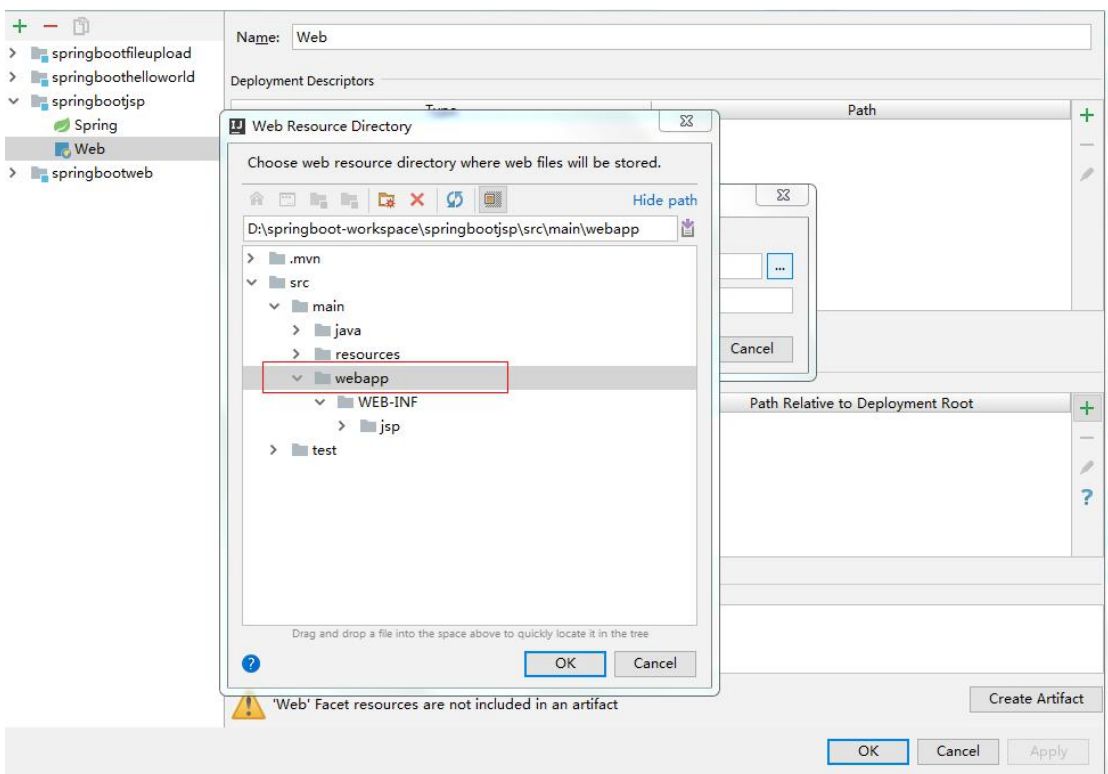 springbootfileupload
springboothelloworld
springbootjsp
Spring
Web
springbootweb
Name: Web
Deployment Descriptors
Type Path
Web Resource Directory
Choose web resource directory where web files will be stored.
Hide path
D:\springboot-workspace\springbootjsp\src\main\webapp
.mvn
src
main
java
resources
webapp
WEB-INF
jsp
test
Drag and drop a file into the space above to quickly locate it in the tree
OK Cancel
...
Cancel
Path Relative to Deployment Root
'Web' Facet resources are not included in an artifact
Create Artifact
OK Cancel Apply